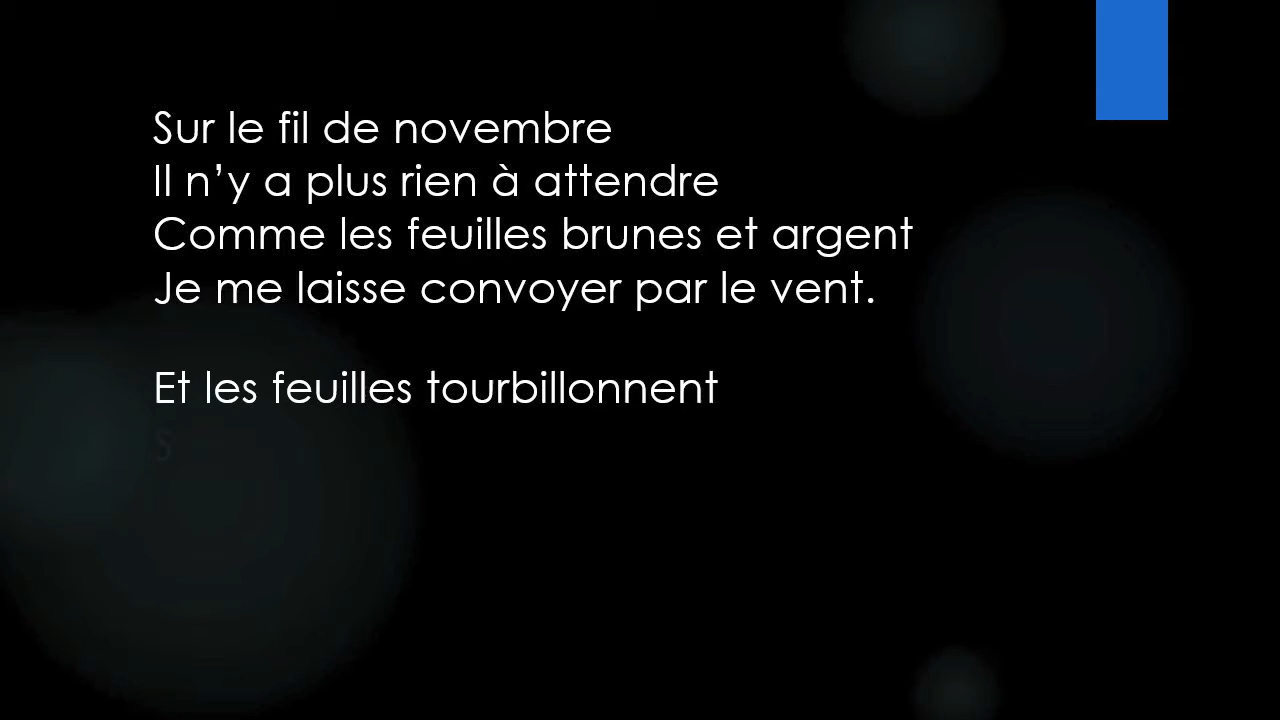 Sur le fil de novembre
Il n’y a plus rien à attendre
Comme les feuilles brunes et argent
Je me laisse convoyer par le vent.
Et les feuilles tourbillonnent
S